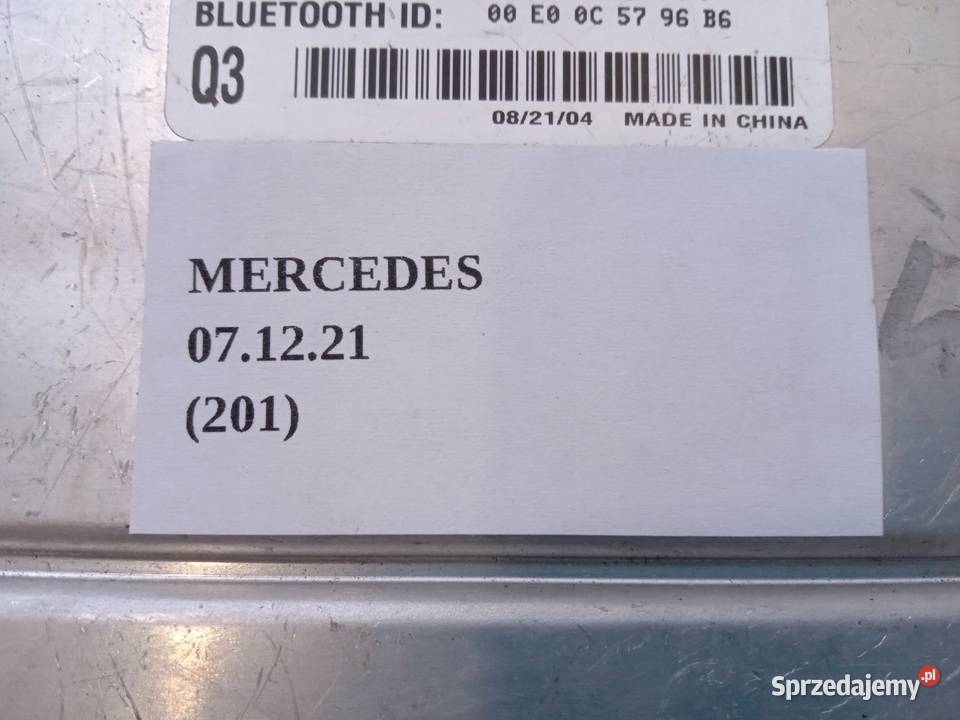 BLUETOOTH ID: 00 E0 0C 57 96 B6
Q3
08/21/04 MADE IN CHINA
MERCEDES
07.12.21
(201)
Sprzedajemy.pl